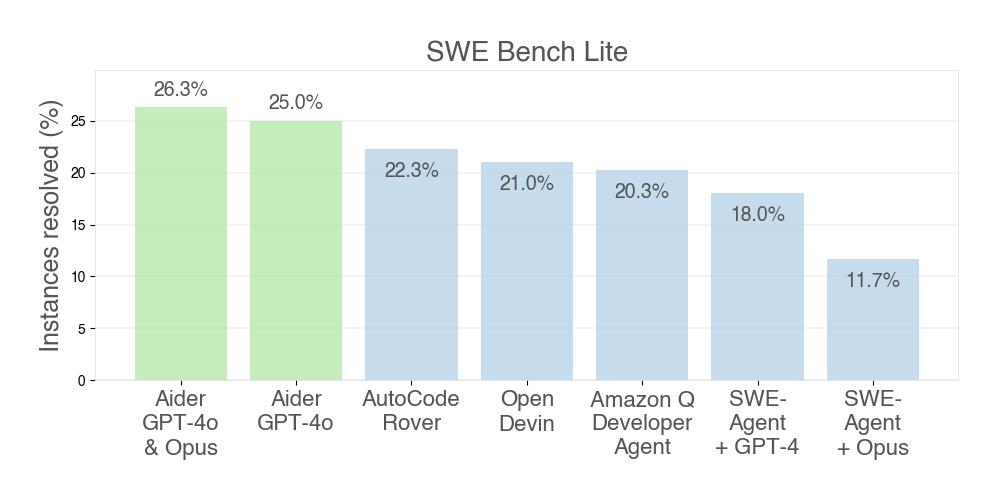 SWE Bench Lite
Instances resolved (%)
25
20
15
10
5
0
26.3%
25.0%
22.3%
21.0%
20.3%
18.0%
11.7%
Aider
GPT-4o
& Opus
Aider
GPT-4o
AutoCode
Rover
Open
Devin
Amazon Q
Developer
Agent
SWE-
Agent
+ GPT-4
SWE-
Agent
+ Opus